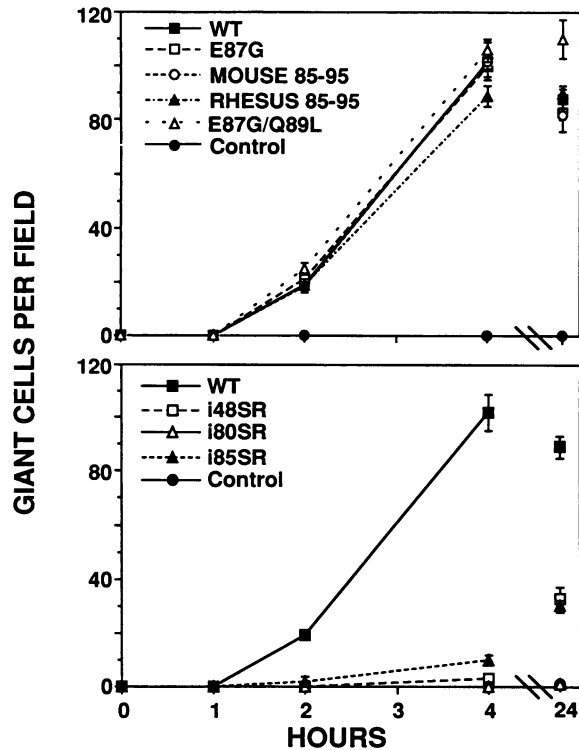 GIANT CELLS PER FIELD
120
80
40
0
WT
E87G
MOUSE 85-95
RHESUS 85-95
E87G/Q89L
Control
120
80
40
0
WT
i48SR
i80SR
i85SR
Control
0 1 2 3 4 24
HOURS